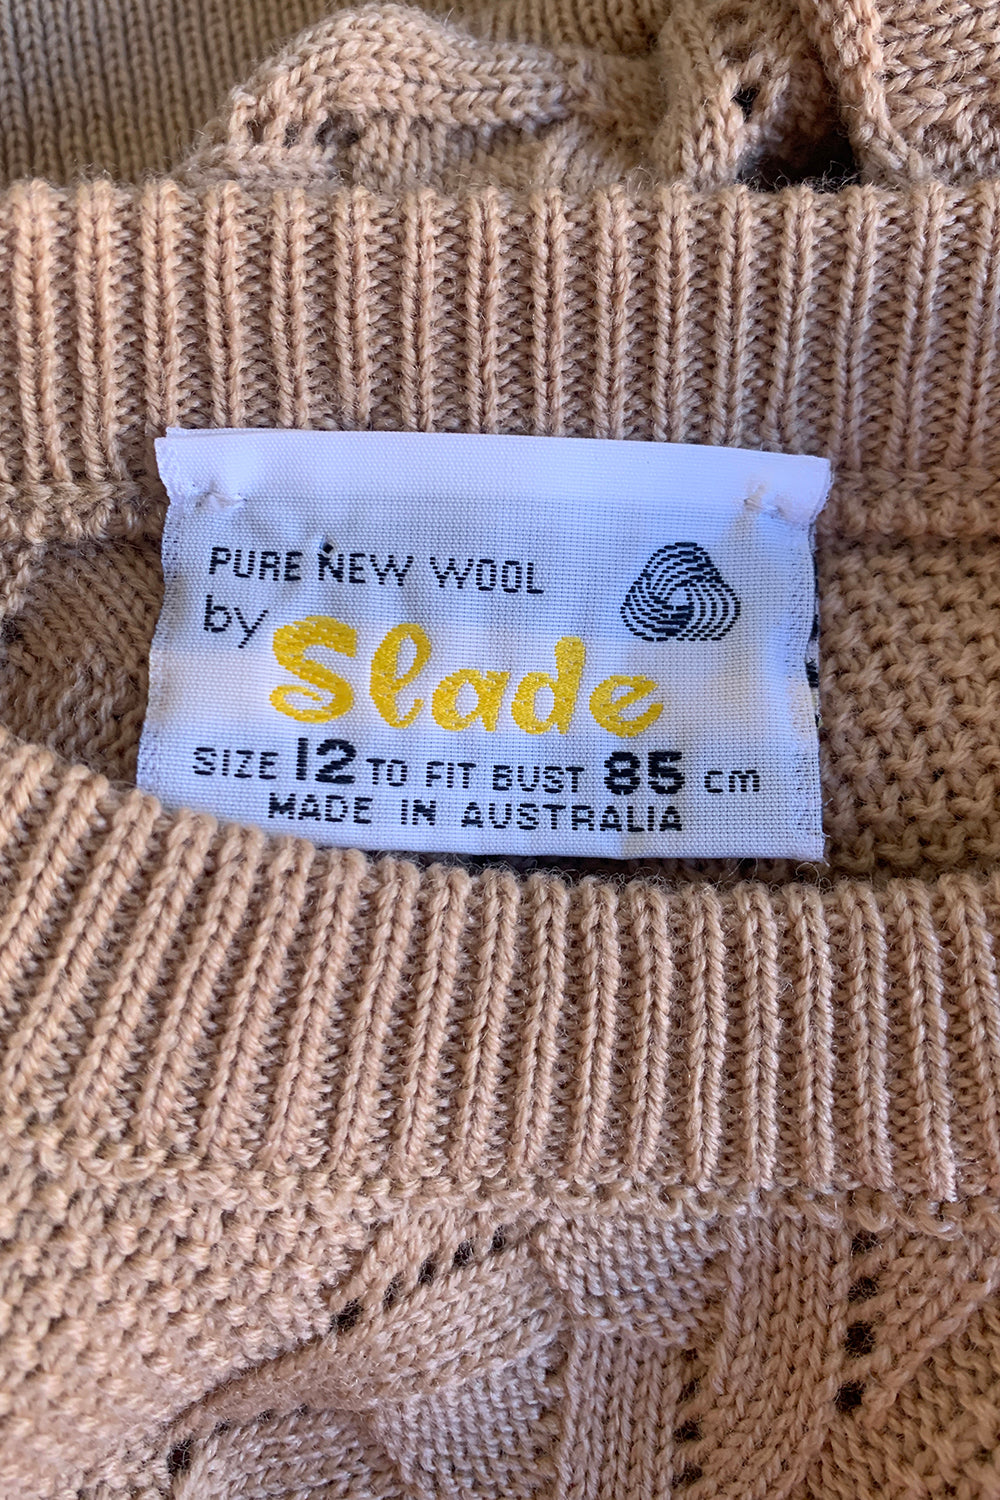 PURE NEW WOOL
by Slade
SIZE 12 TO FIT BUST 85 cm
MADE IN AUSTRALIA